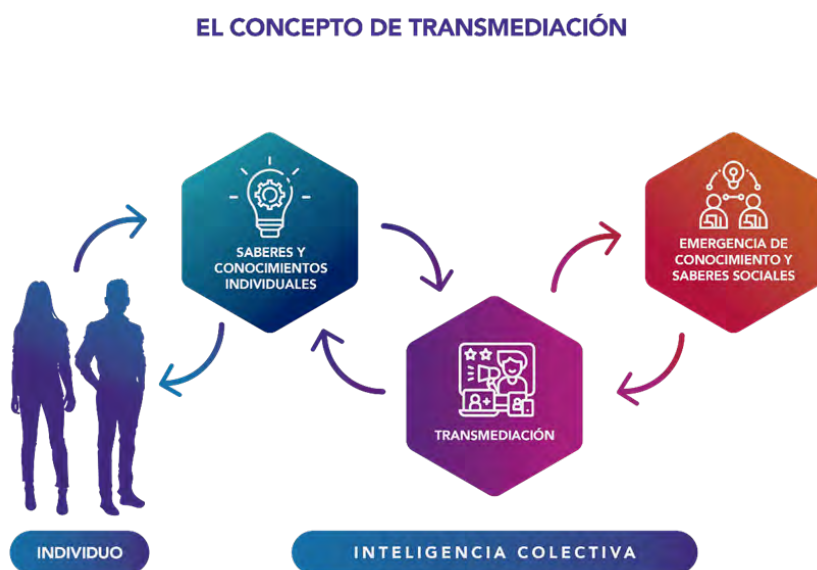 EL CONCEPTO DE TRANSMEDIACIÓN
SABERES Y
CONOCIMIENTOS
INDIVIDUALES
EMERGENCIA DE
CONOCIMIENTO Y
SABERES SOCIALES
TRANSMEDIACIÓN
INDIVIDUO
INTELIGENCIA COLECTIVA